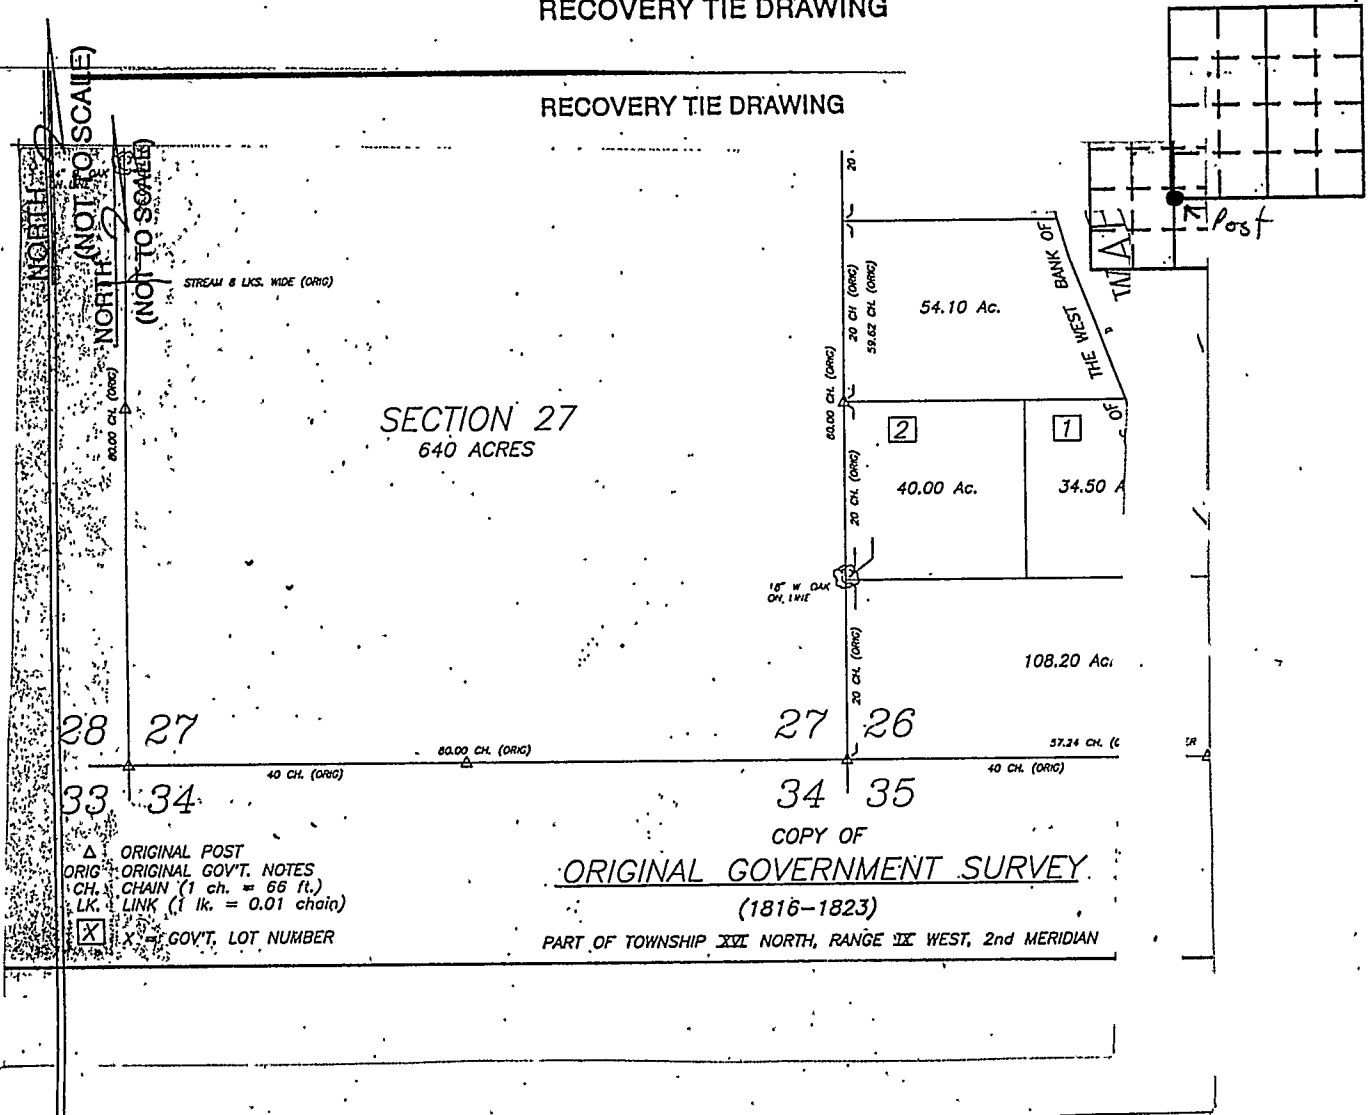 RECOVERY TIE DRAWING
RECOVERY TIE DRAWING
NORTH
(NOT TO SCALE)
NORTH
(NOT TO SCALE)
Post
STREAM 8 LKS. WIDE (ORIG)
20
20 CH (ORIG)
59.62 CH. (ORIG)
54.10 Ac.
THE WEST BANK OF
OF
80.00 CH. (ORIG)
80.00 CH. (ORIG)
SECTION 27
640 ACRES
2
1
40.00 Ac.
34.50 A
20 CH. (ORIG)
18" W OAK
ON LINE
20 CH. (ORIG)
108.20 Ac.
28 27
27 26
80.00 CH. (ORIG)
57.24 CH. (
ER
40 CH. (ORIG)
40 CH. (ORIG)
33 34
34 35
△ ORIGINAL POST
ORIG ORIGINAL GOV'T. NOTES
CH. CHAIN (1 ch. = 66 ft.)
LK. LINK (1 lk. = 0.01 chain)
X X = GOV'T. LOT NUMBER
COPY OF
ORIGINAL GOVERNMENT SURVEY
(1816-1823)
PART OF TOWNSHIP XVI NORTH, RANGE IX WEST, 2nd MERIDIAN